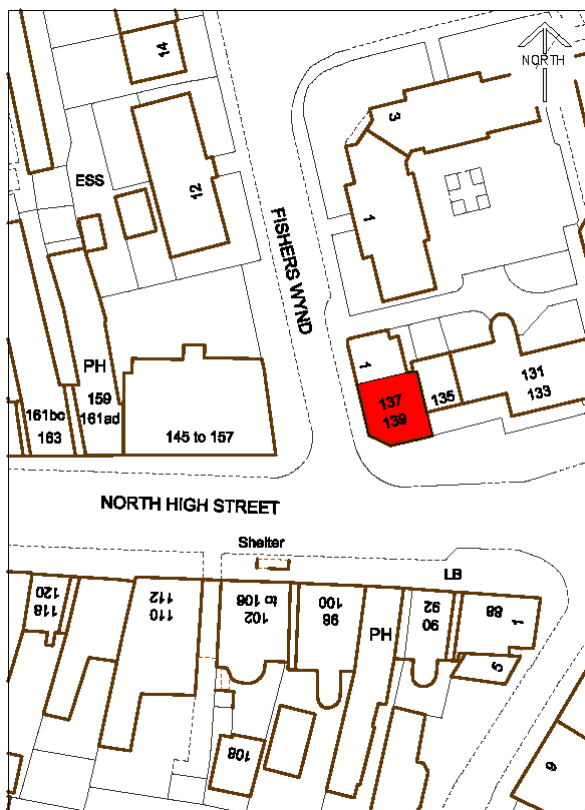 14
NORTH
3
ESS
12
1
FISHERS WYND
1
PH
159
161ad
161bc
163
145 to 157
137
139
135
131
133
NORTH HIGH STREET
Shelter
LB
118
120
110
112
102
to 106
98
100
PH
90
92
88
1
5
108
9